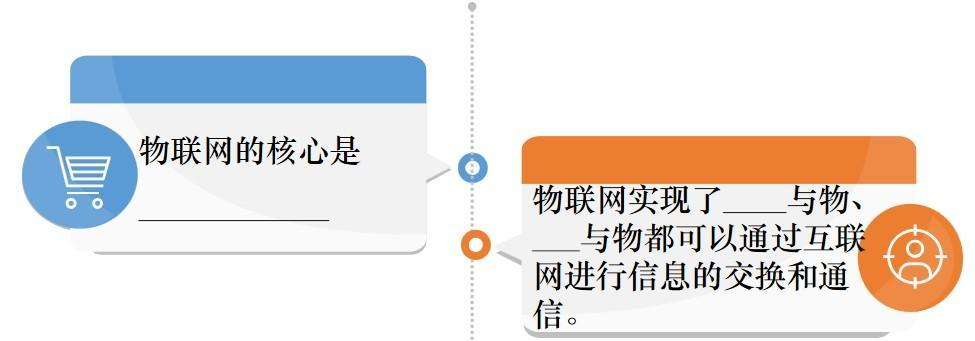 物联网的核心是
_____________
物联网实现了____与物、
___与物都可以通过互联
网进行信息的交换和通
信。